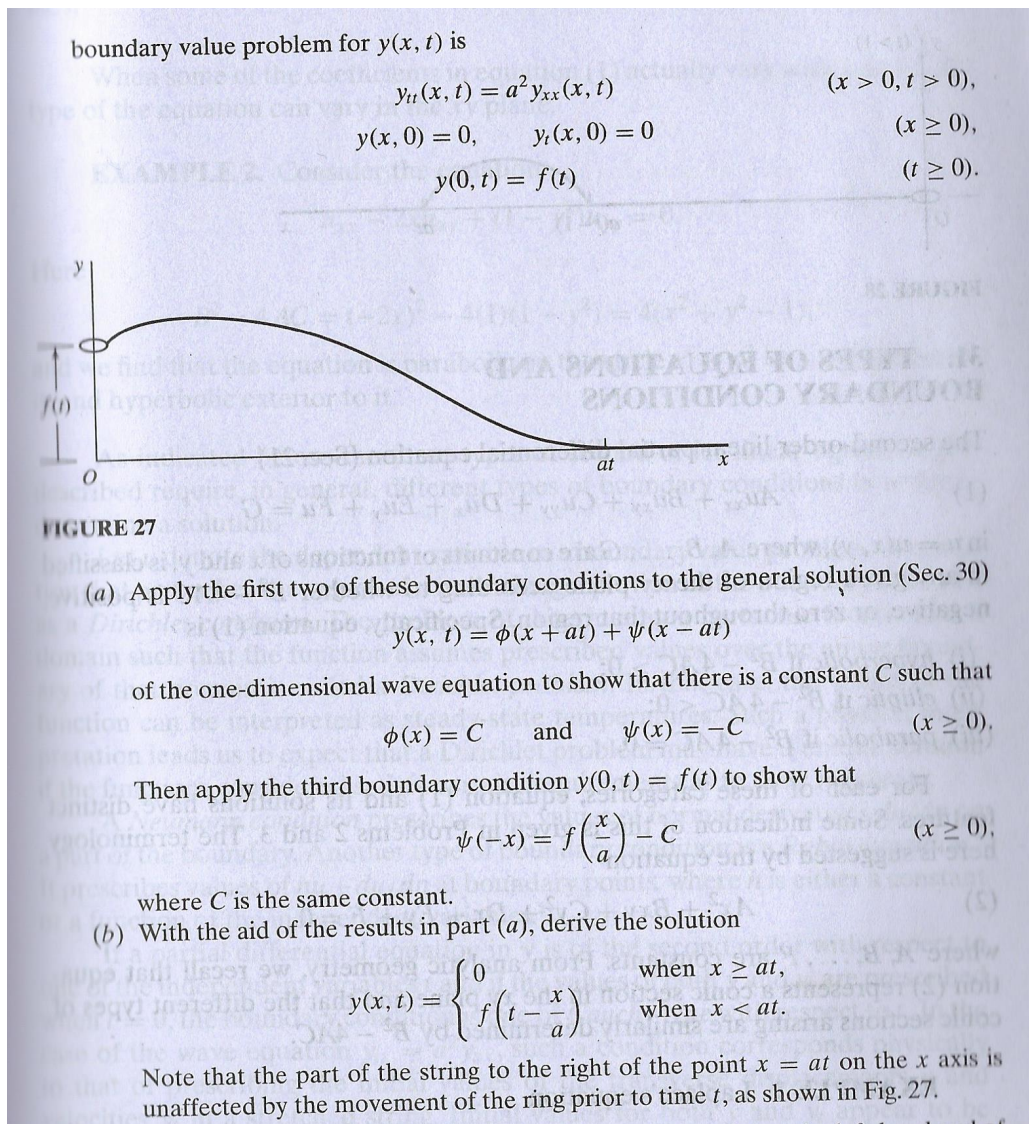 boundary value problem for y(x, t) is
y_tt(x, t) = a² y_xx(x, t) (x > 0, t > 0),
y(x, 0) = 0, y_t(x, 0) = 0 (x ≥ 0),
y(0, t) = f(t) (t ≥ 0).
y
f(t)
O
at
x
FIGURE 27
(a) Apply the first two of these boundary conditions to the general solution (Sec. 30)
y(x, t) = ϕ(x + at) + ψ(x − at)
of the one-dimensional wave equation to show that there is a constant C such that
ϕ(x) = C and ψ(x) = −C (x ≥ 0),
Then apply the third boundary condition y(0, t) = f(t) to show that
ψ(−x) = f(x/a) − C (x ≥ 0),
where C is the same constant.
(b) With the aid of the results in part (a), derive the solution
y(x, t) = { 0 when x ≥ at,
f(t − x/a) when x < at.
Note that the part of the string to the right of the point x = at on the x axis is
unaffected by the movement of the ring prior to time t, as shown in Fig. 27.